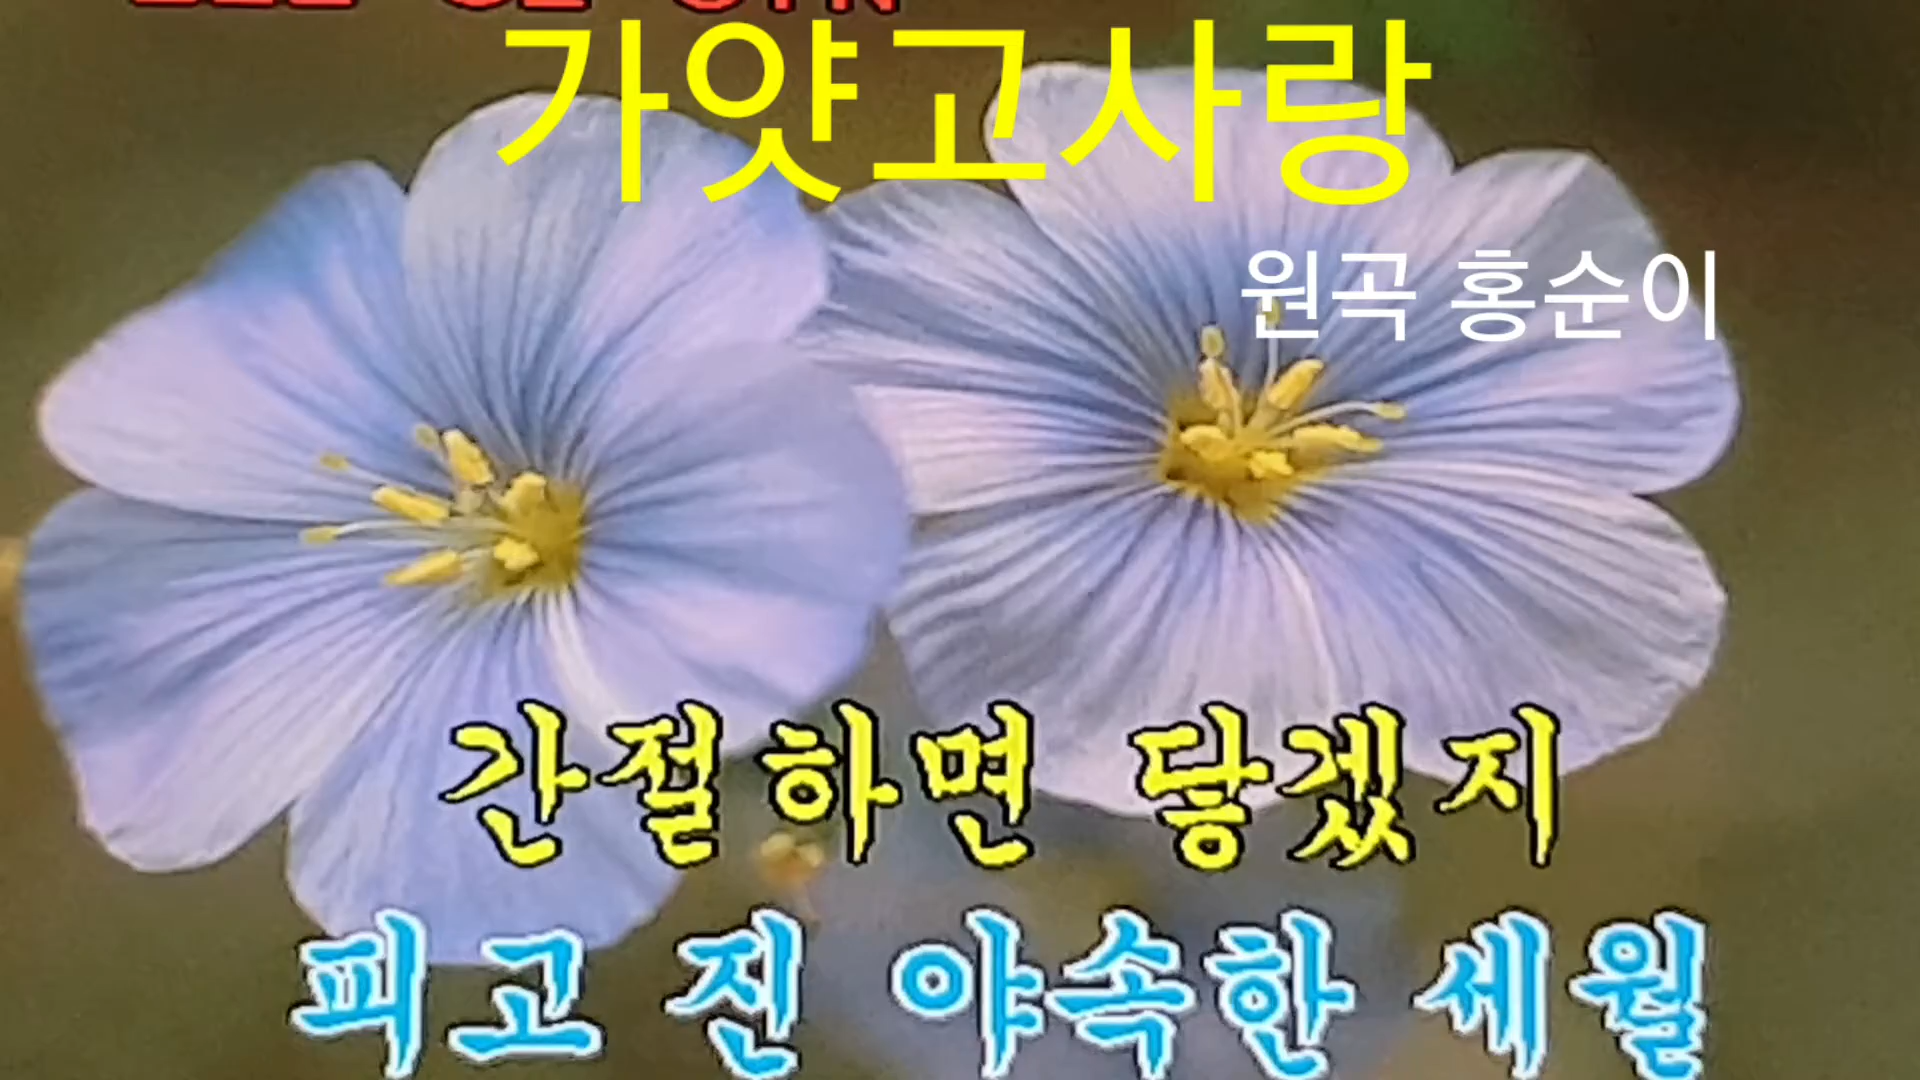 가얏고사랑
원곡 홍순이
간절하면 닿겠지
피고 진 야속한 세월